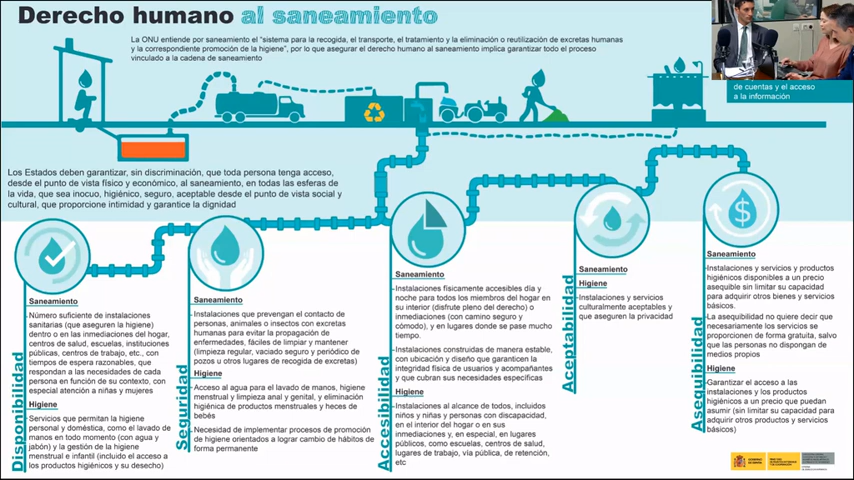 Derecho humano al saneamiento
La ONU entiende por saneamiento el "sistema para la recogida, el transporte, el tratamiento y la eliminación o reutilización de excretas humanas
y la correspondiente promoción de la higiene", por lo que asegurar el derecho humano al saneamiento implica garantizar todo el proceso
vinculado a la cadena de saneamiento
de cuentas y el acceso
a la información
Los Estados deben garantizar, sin discriminación, que toda persona tenga acceso,
desde el punto de vista físico y económico, al saneamiento, en todas las esferas de
la vida, que sea inocuo, higiénico, seguro, aceptable desde el punto de vista social y
cultural, que proporcione intimidad y garantice la dignidad
Disponibilidad
Saneamiento
Número suficiente de instalaciones
sanitarias (que aseguren la higiene)
dentro o en las inmediaciones del hogar,
centros de salud, escuelas, instituciones
públicas, centros de trabajo, etc., con
tiempos de espera razonables, que
respondan a las necesidades de cada
persona en función de su contexto, con
especial atención a niñas y mujeres
Higiene
Servicios que permitan la higiene
personal y doméstica, como el lavado de
manos en todo momento (con agua y
jabón) y la gestión de la higiene
menstrual e infantil (incluido el acceso a
los productos higiénicos y su desecho)
Seguridad
Saneamiento
Instalaciones que prevengan el contacto de
personas, animales o insectos con excretas
humanas para evitar la propagación de
enfermedades, fáciles de limpiar y mantener
(limpieza regular, vaciado seguro y periódico de
pozos u otros lugares de recogida de excretas)
Higiene
Acceso al agua para el lavado de manos, higiene
menstrual y limpieza anal y genital, y eliminación
higiénica de productos menstruales y heces de
bebés
Necesidad de implementar procesos de promoción
de higiene orientados a lograr cambio de hábitos de
forma permanente
Accesibilidad
Saneamiento
Instalaciones físicamente accesibles día y
noche para todos los miembros del hogar en
su interior (disfrute pleno del derecho) o
inmediaciones (con camino seguro y
cómodo), y en lugares donde se pase mucho
tiempo.
Instalaciones construidas de manera estable,
con ubicación y diseño que garanticen la
integridad física de usuarios y acompañantes
y que cubran sus necesidades específicas
Higiene
Instalaciones al alcance de todos, incluidos
niños y niñas y personas con discapacidad,
en el interior del hogar o en sus
inmediaciones y, en especial, en lugares
públicos, como escuelas, centros de salud,
lugares de trabajo, vía pública, de retención,
etc
Aceptabilidad
Saneamiento
Higiene
Instalaciones y servicios
culturalmente aceptables y
que aseguren la privacidad
Asequibilidad
Saneamiento
Instalaciones y servicios y productos
higiénicos disponibles a un precio
asequible sin limitar su capacidad
para adquirir otros bienes y servicios
básicos.
La asequibilidad no quiere decir que
necesariamente los servicios se
proporcionen de forma gratuita, salvo
que las personas no dispongan de
medios propios
Higiene
Garantizar el acceso a las
instalaciones y los productos
higiénicos a un precio que puedan
asumir (sin limitar su capacidad para
adquirir otros productos y servicios
básicos)